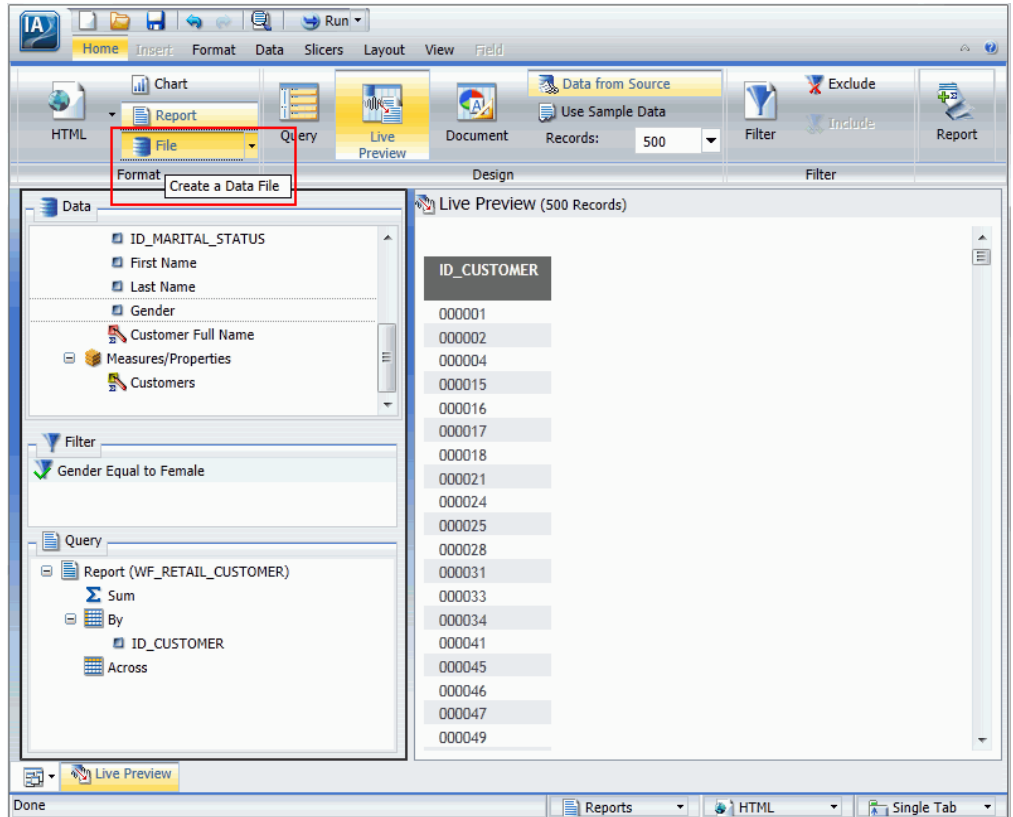 IA
Run
Home Insert Format Data Slicers Layout View Field
HTML
Chart
Report
File
Query
Live Preview
Document
Data from Source
Use Sample Data
Records: 500
Filter
Exclude
Include
Report
Format
Design
Filter
Create a Data File
Data
ID_MARITAL_STATUS
First Name
Last Name
Gender
Customer Full Name
Measures/Properties
Customers
Filter
Gender Equal to Female
Query
Report (WF_RETAIL_CUSTOMER)
Sum
By
ID_CUSTOMER
Across
Live Preview (500 Records)
ID_CUSTOMER
000001
000002
000004
000015
000016
000017
000018
000021
000024
000025
000028
000031
000033
000034
000041
000045
000046
000047
000049
Live Preview
Done
Reports
HTML
Single Tab